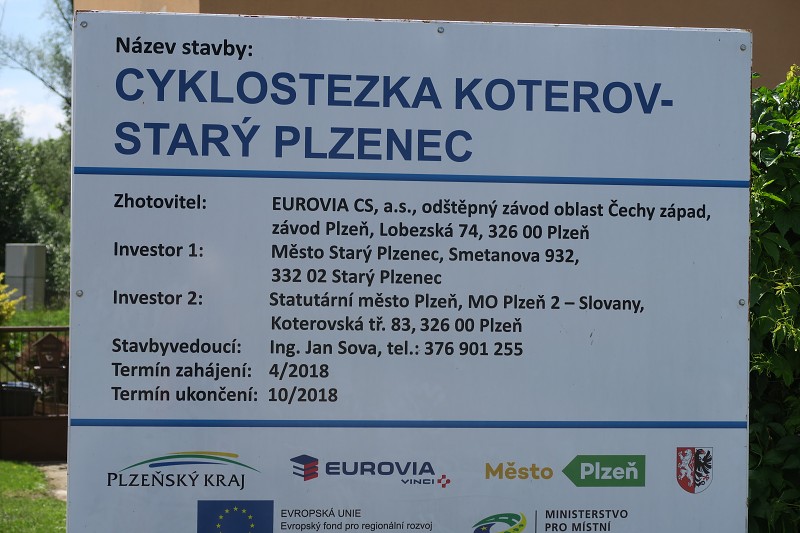 Název stavby:
CYKLOSTEZKA KOTEROV-
STARÝ PLZENEC
Zhotovitel: EUROVIA CS, a.s., odštěpný závod oblast Čechy západ,
závod Plzeň, Lobezská 74, 326 00 Plzeň
Investor 1: Město Starý Plzenec, Smetanova 932,
332 02 Starý Plzenec
Investor 2: Statutární město Plzeň, MO Plzeň 2 – Slovany,
Koterovská tř. 83, 326 00 Plzeň
Stavbyvedoucí: Ing. Jan Sova, tel.: 376 901 255
Termín zahájení: 4/2018
Termín ukončení: 10/2018
PLZEŇSKÝ KRAJ
EUROVIA
VINCI
Město Plzeň
EVROPSKÁ UNIE
Evropský fond pro regionální rozvoj
MINISTERSTVO
PRO MÍSTNÍ